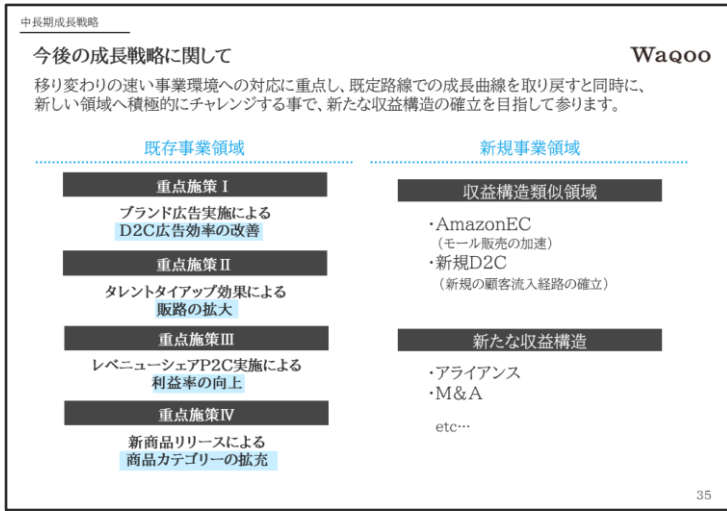 中長期成長戦略
今後の成長戦略に関して
Waqoo
移り変わりの速い事業環境への対応に重点し、既定路線での成長曲線を取り戻すと同時に、
新しい領域へ積極的にチャレンジする事で、新たな収益構造の確立を目指して参ります。
既存事業領域
重点施策Ⅰ
ブランド広告実施による
D2C広告効率の改善
重点施策Ⅱ
タレントタイアップ効果による
販路の拡大
重点施策Ⅲ
レベニューシェアP2C実施による
利益率の向上
重点施策Ⅳ
新商品リリースによる
商品カテゴリーの拡充
新規事業領域
収益構造類似領域
・AmazonEC
（モール販売の加速）
・新規D2C
（新規の顧客流入経路の確立）
新たな収益構造
・アライアンス
・M&A
etc…
35